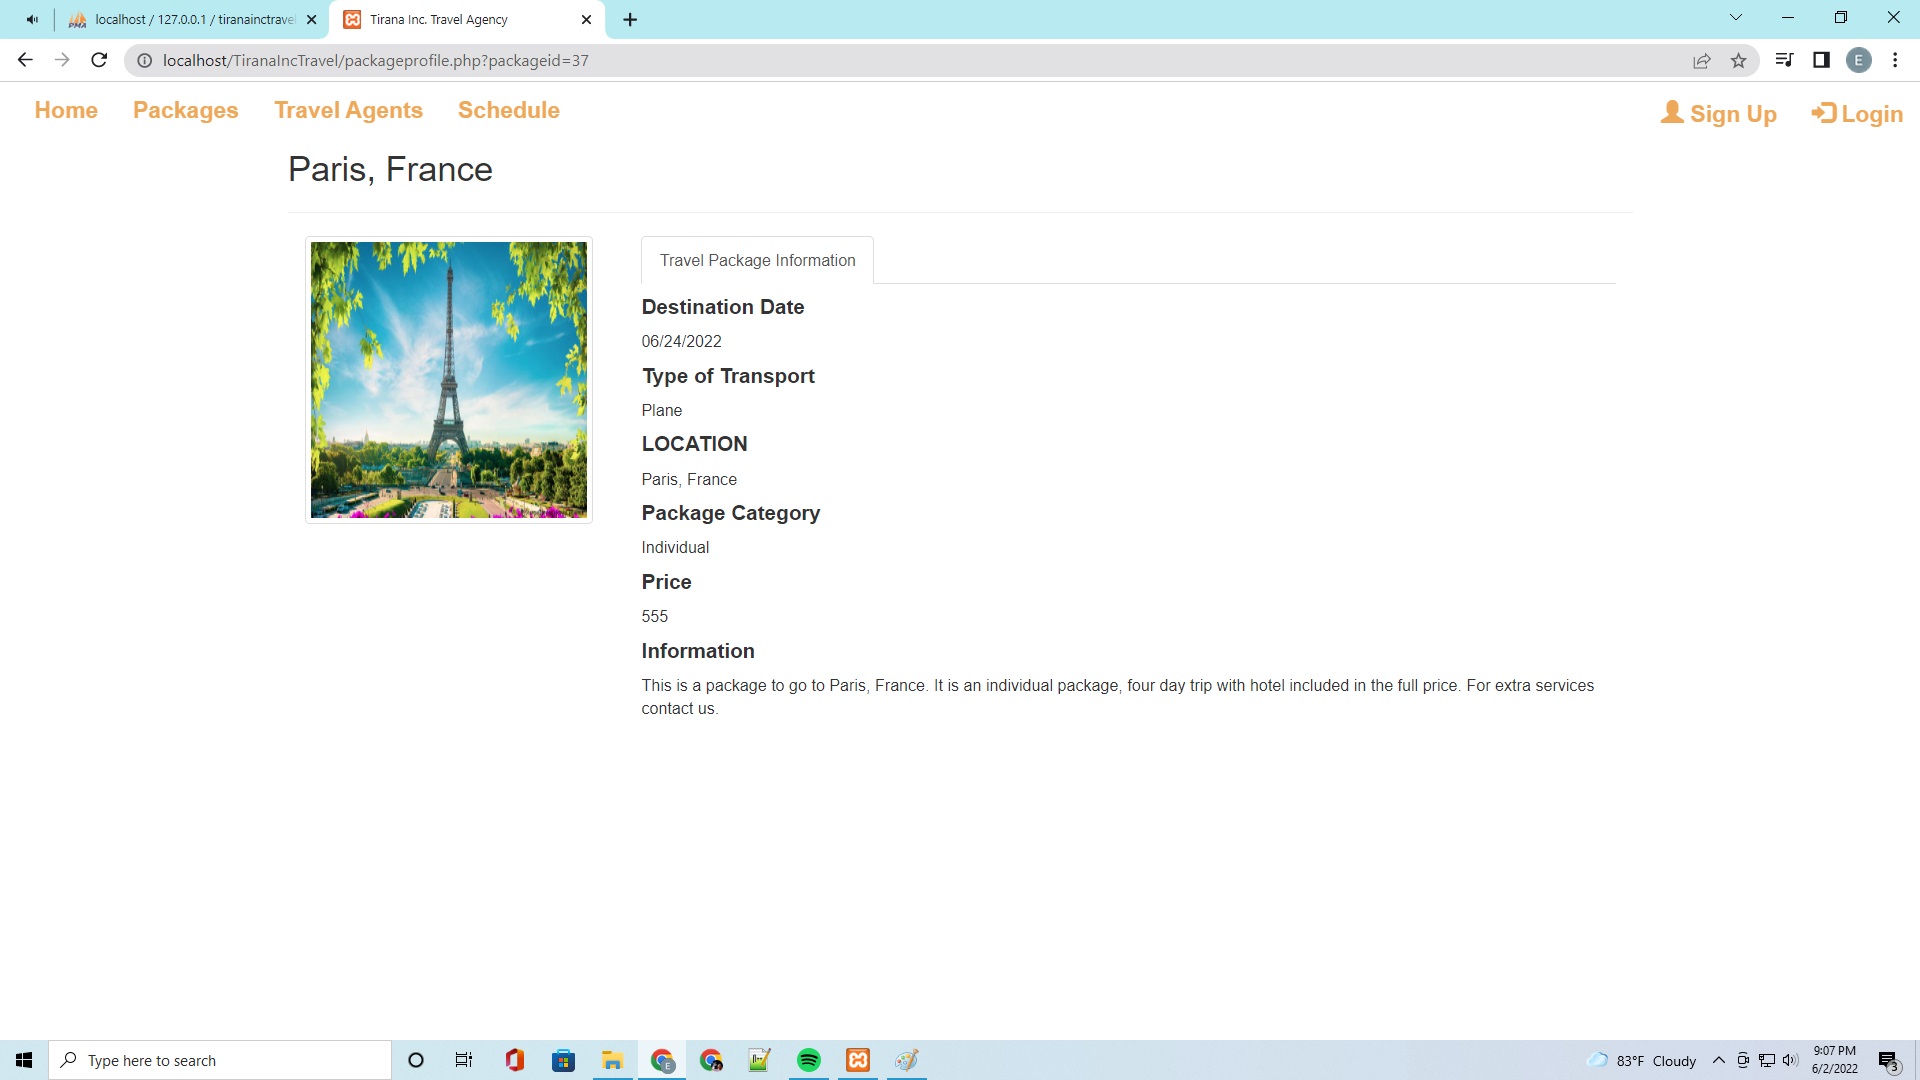 localhost / 127.0.0.1 / tiranainctrave
Tirana Inc. Travel Agency
localhost/TiranaIncTravel/packageprofile.php?packageid=37
E
Home Packages Travel Agents Schedule
Sign Up Login
Paris, France
Travel Package Information
Destination Date
06/24/2022
Type of Transport
Plane
LOCATION
Paris, France
Package Category
Individual
Price
555
Information
This is a package to go to Paris, France. It is an individual package, four day trip with hotel included in the full price. For extra services
contact us.
Type here to search
83°F Cloudy
9:07 PM
6/2/2022
3